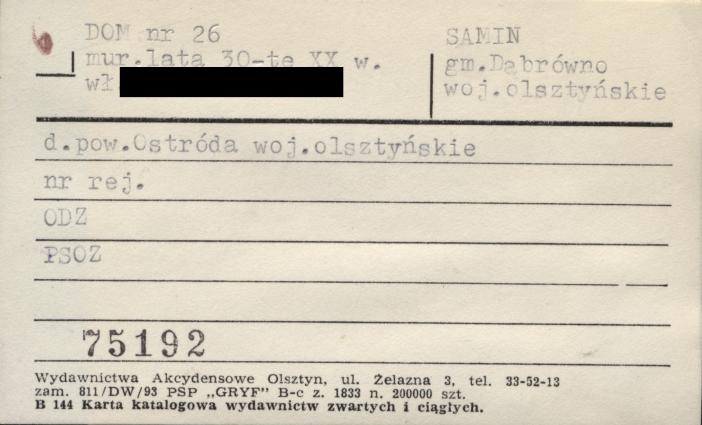 DOM nr 26
mur.lata 30-te XX w.
wł.
SAMIN
gm.Dąbrówno
woj.olsztyńskie
d.pow.Ostróda woj.olsztyńskie
nr rej.
ODZ
PSOZ
75192
Wydawnictwa Akcydensowe Olsztyn, ul. Żelazna 3, tel. 33-52-13
zam. 811/DW/93 PSP „GRYF" B-c z. 1833 n. 200000 szt.
B 144 Karta katalogowa wydawnictw zwartych i ciągłych.